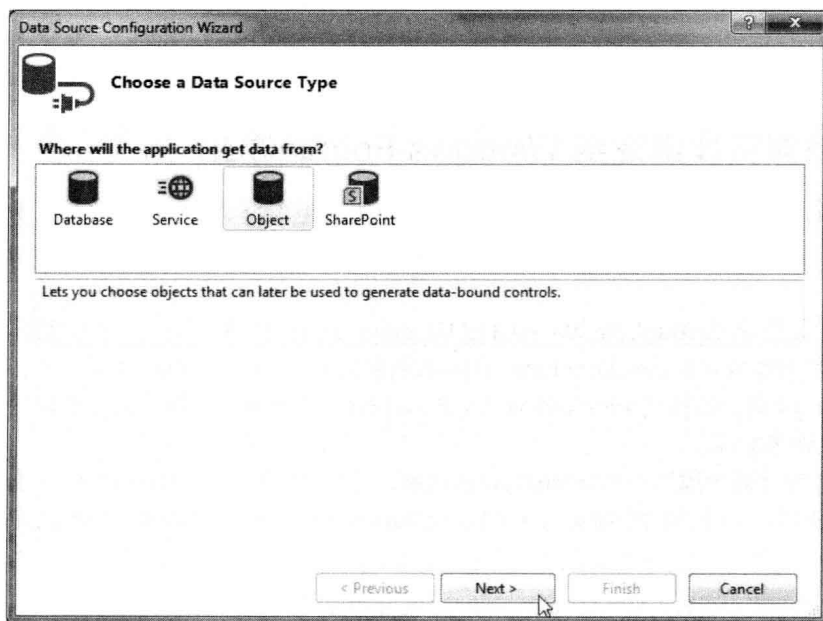 Data Source Configuration Wizard
Choose a Data Source Type
Where will the application get data from?
Database
Service
Object
SharePoint
Lets you choose objects that can later be used to generate data-bound controls.
< Previous
Next >
Finish
Cancel